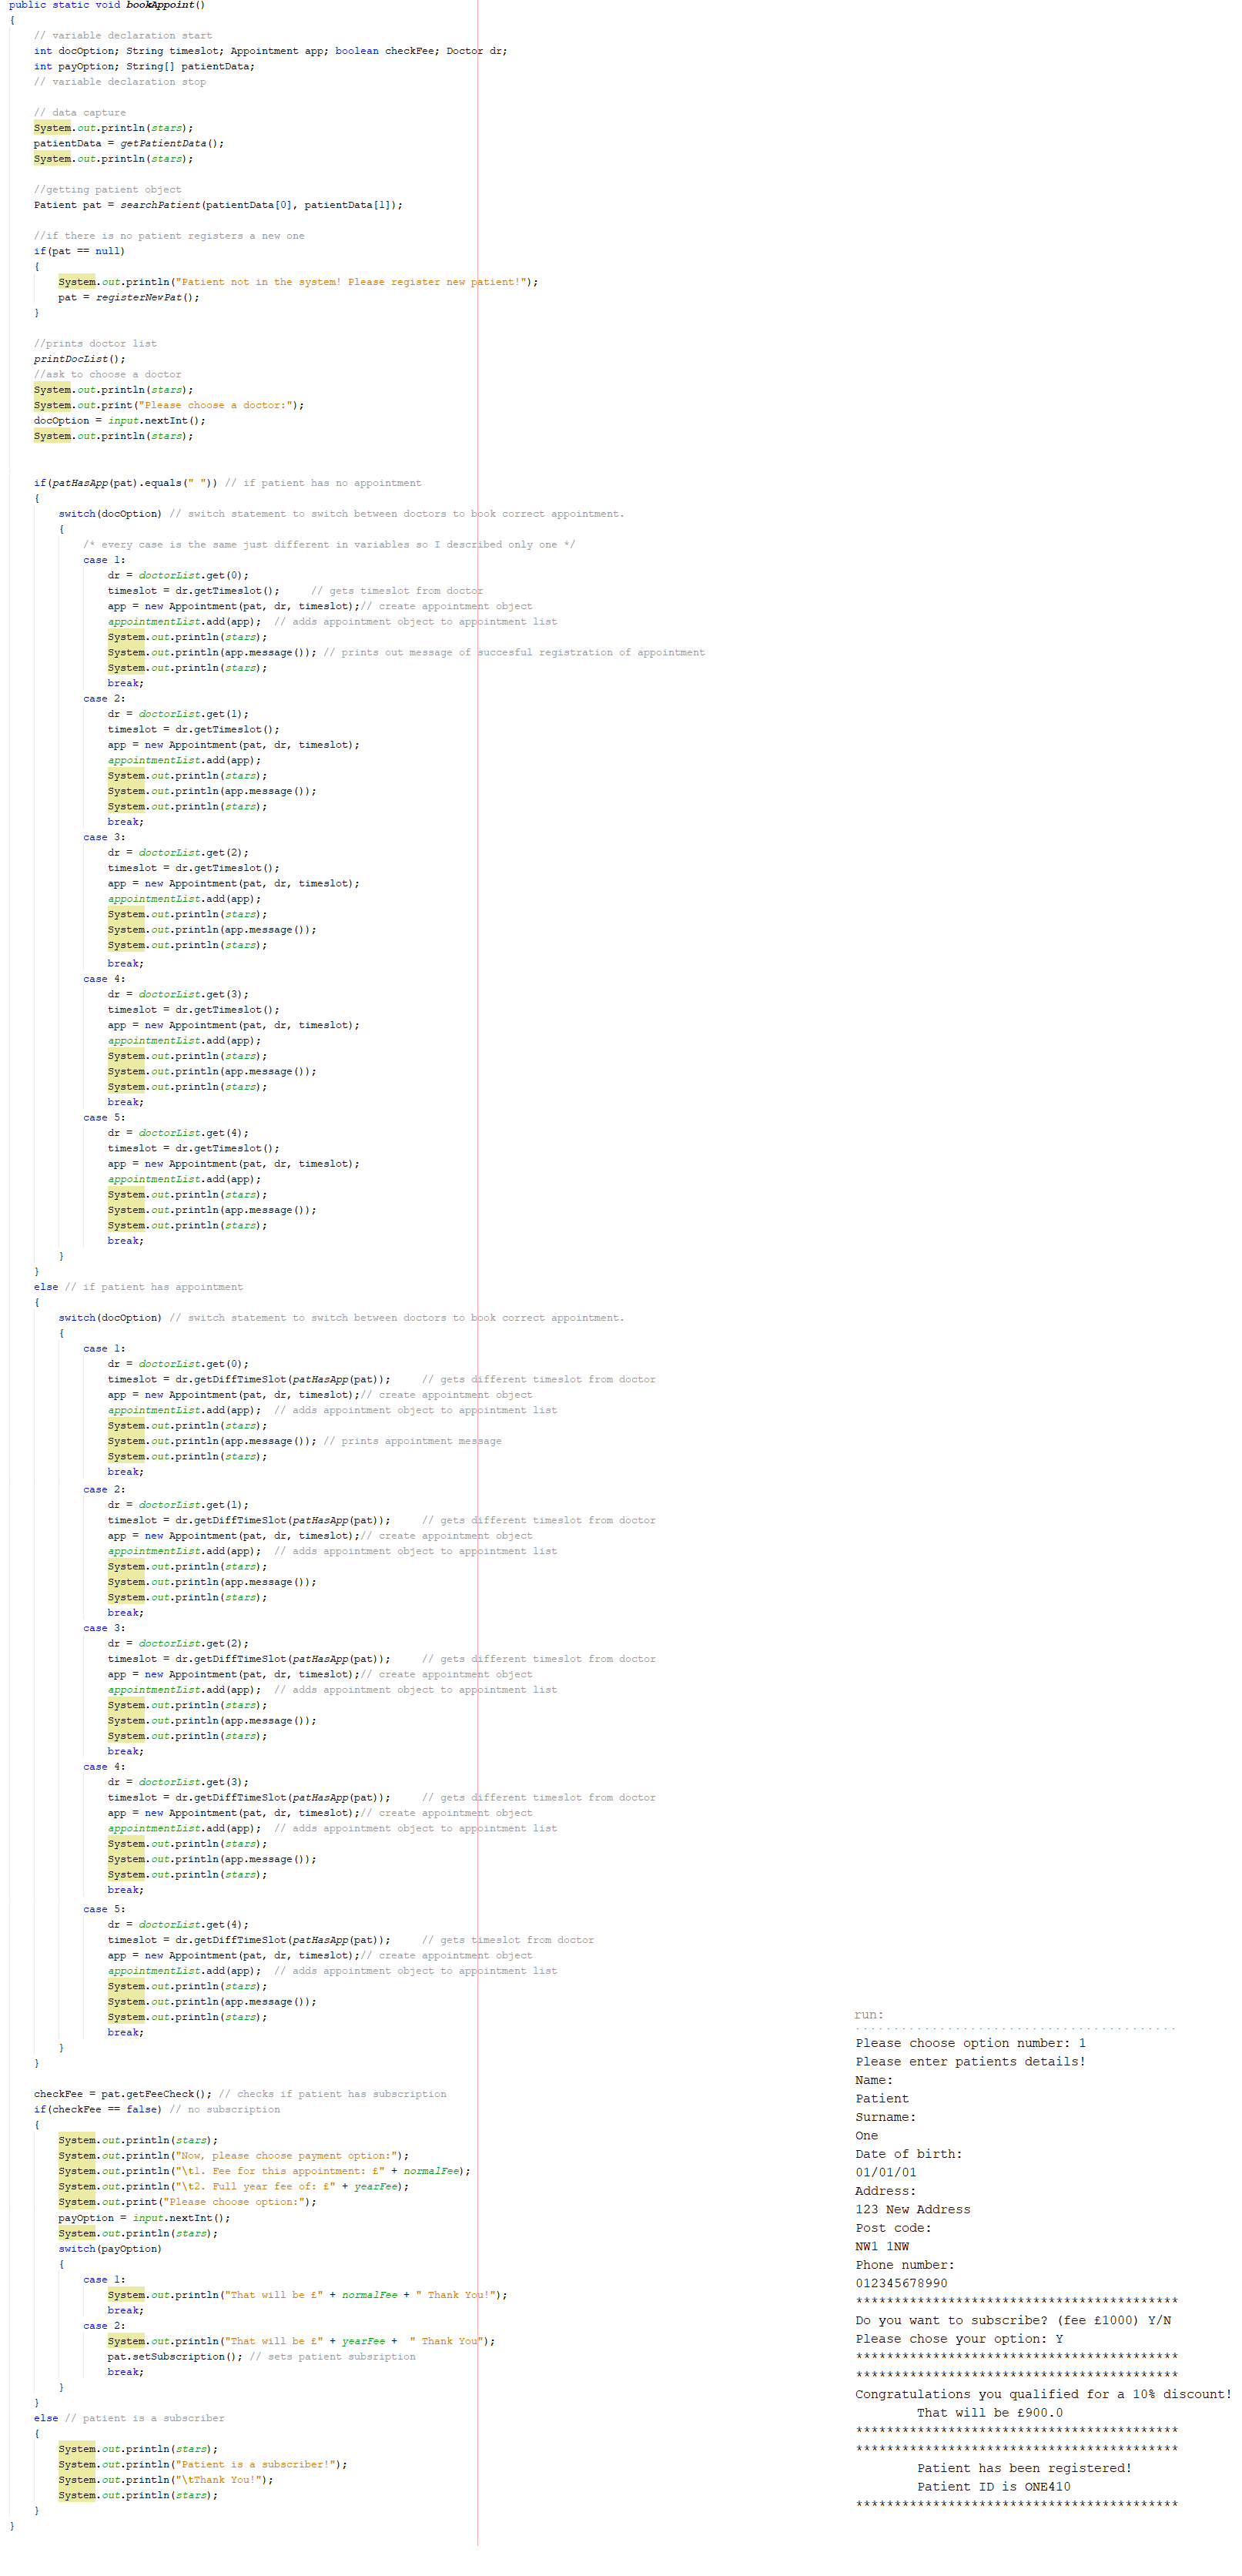 public static void bookAppoint()
{
// variable declaration start
int docOption; String timeslot; Appointment app; boolean checkFee; Doctor dr;
int payOption; String[] patientData;
// variable declaration stop
// data capture
System.out.println(stars);
patientData = getPatientData();
System.out.println(stars);
//getting patient object
Patient pat = searchPatient(patientData[0], patientData[1]);
//if there is no patient registers a new one
if(pat == null)
{
System.out.println("Patient not in the system! Please register new patient!");
pat = registerNewPat();
}
//prints doctor list
printDocList();
//ask to choose a doctor
System.out.println(stars);
System.out.print("Please choose a doctor:");
docOption = input.nextInt();
System.out.println(stars);
if(patHasApp(pat).equals(" ")) // if patient has no appointment
{
switch(docOption) // switch statement to switch between doctors to book correct appointment.
{
/* every case is the same just different in variables so I described only one */
case 1:
dr = doctorList.get(0);
timeslot = dr.getTimeslot();     // gets timeslot from doctor
app = new Appointment(pat, dr, timeslot);// create appointment object
appointmentList.add(app);  // adds appointment object to appointment list
System.out.println(stars);
System.out.println(app.message()); // prints out message of succesful registration of appointment
System.out.println(stars);
break;
case 2:
dr = doctorList.get(1);
timeslot = dr.getTimeslot();
app = new Appointment(pat, dr, timeslot);
appointmentList.add(app);
System.out.println(stars);
System.out.println(app.message());
System.out.println(stars);
break;
case 3:
dr = doctorList.get(2);
timeslot = dr.getTimeslot();
app = new Appointment(pat, dr, timeslot);
appointmentList.add(app);
System.out.println(stars);
System.out.println(app.message());
System.out.println(stars);
break;
case 4:
dr = doctorList.get(3);
timeslot = dr.getTimeslot();
app = new Appointment(pat, dr, timeslot);
appointmentList.add(app);
System.out.println(stars);
System.out.println(app.message());
System.out.println(stars);
break;
case 5:
dr = doctorList.get(4);
timeslot = dr.getTimeslot();
app = new Appointment(pat, dr, timeslot);
appointmentList.add(app);
System.out.println(stars);
System.out.println(app.message());
System.out.println(stars);
break;
}
}
else // if patient has appointment
{
switch(docOption) // switch statement to switch between doctors to book correct appointment.
{
case 1:
dr = doctorList.get(0);
timeslot = dr.getDiffTimeSlot(patHasApp(pat));     // gets different timeslot from doctor
app = new Appointment(pat, dr, timeslot);// create appointment object
appointmentList.add(app);  // adds appointment object to appointment list
System.out.println(stars);
System.out.println(app.message()); // prints appointment message
System.out.println(stars);
break;
case 2:
dr = doctorList.get(1);
timeslot = dr.getDiffTimeSlot(patHasApp(pat));     // gets different timeslot from doctor
app = new Appointment(pat, dr, timeslot);// create appointment object
appointmentList.add(app);  // adds appointment object to appointment list
System.out.println(stars);
System.out.println(app.message());
System.out.println(stars);
break;
case 3:
dr = doctorList.get(2);
timeslot = dr.getDiffTimeSlot(patHasApp(pat));     // gets different timeslot from doctor
app = new Appointment(pat, dr, timeslot);// create appointment object
appointmentList.add(app);  // adds appointment object to appointment list
System.out.println(stars);
System.out.println(app.message());
System.out.println(stars);
break;
case 4:
dr = doctorList.get(3);
timeslot = dr.getDiffTimeSlot(patHasApp(pat));     // gets different timeslot from doctor
app = new Appointment(pat, dr, timeslot);// create appointment object
appointmentList.add(app);  // adds appointment object to appointment list
System.out.println(stars);
System.out.println(app.message());
System.out.println(stars);
break;
case 5:
dr = doctorList.get(4);
timeslot = dr.getDiffTimeSlot(patHasApp(pat));     // gets timeslot from doctor
app = new Appointment(pat, dr, timeslot);// create appointment object
appointmentList.add(app);  // adds appointment object to appointment list
System.out.println(stars);
System.out.println(app.message());
System.out.println(stars);
break;
}
}
checkFee = pat.getFeeCheck(); // checks if patient has subscription
if(checkFee == false) // no subscription
{
System.out.println(stars);
System.out.println("Now, please choose payment option:");
System.out.println("\t1. Fee for this appointment: £" + normalFee);
System.out.println("\t2. Full year fee of: £" + yearFee);
System.out.print("Please choose option:");
payOption = input.nextInt();
System.out.println(stars);
switch(payOption)
{
case 1:
System.out.println("That will be £" + normalFee + " Thank You!");
break;
case 2:
System.out.println("That will be £" + yearFee +  " Thank You");
pat.setSubscription(); // sets patient subsription
break;
}
}
else // patient is a subscriber
{
System.out.println(stars);
System.out.println("Patient is a subscriber!");
System.out.println("\tThank You!");
System.out.println(stars);
}
}
run:
Please choose option number: 1
Please enter patients details!
Name:
Patient
Surname:
One
Date of birth:
01/01/01
Address:
123 New Address
Post code:
NW1 1NW
Phone number:
012345678990
******************************************
Do you want to subscribe? (fee £1000) Y/N
Please chose your option: Y
******************************************
******************************************
Congratulations you qualified for a 10% discount!
That will be £900.0
******************************************
******************************************
Patient has been registered!
Patient ID is ONE410
******************************************